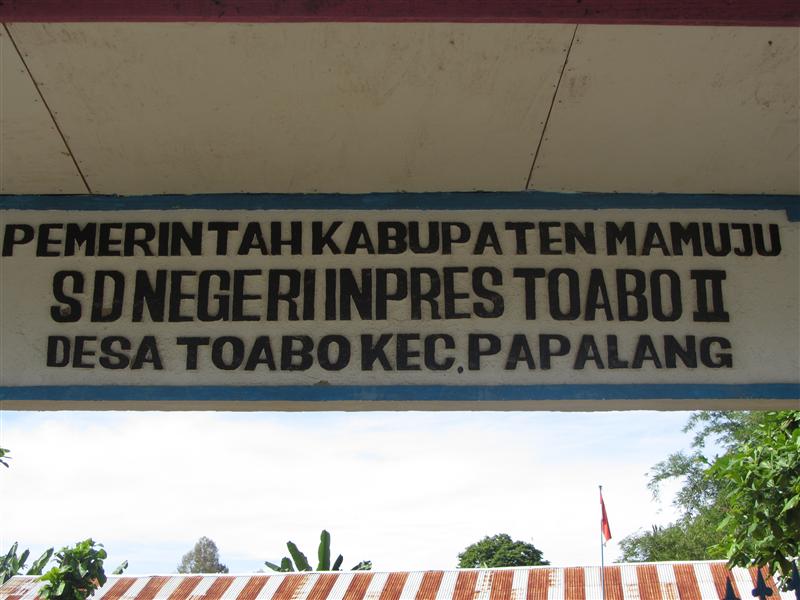 PEMERINTAH KABUPATEN MAMUJU
SD NEGERI INPRES TOABO II
DESA TOABO KEC. PAPALANG